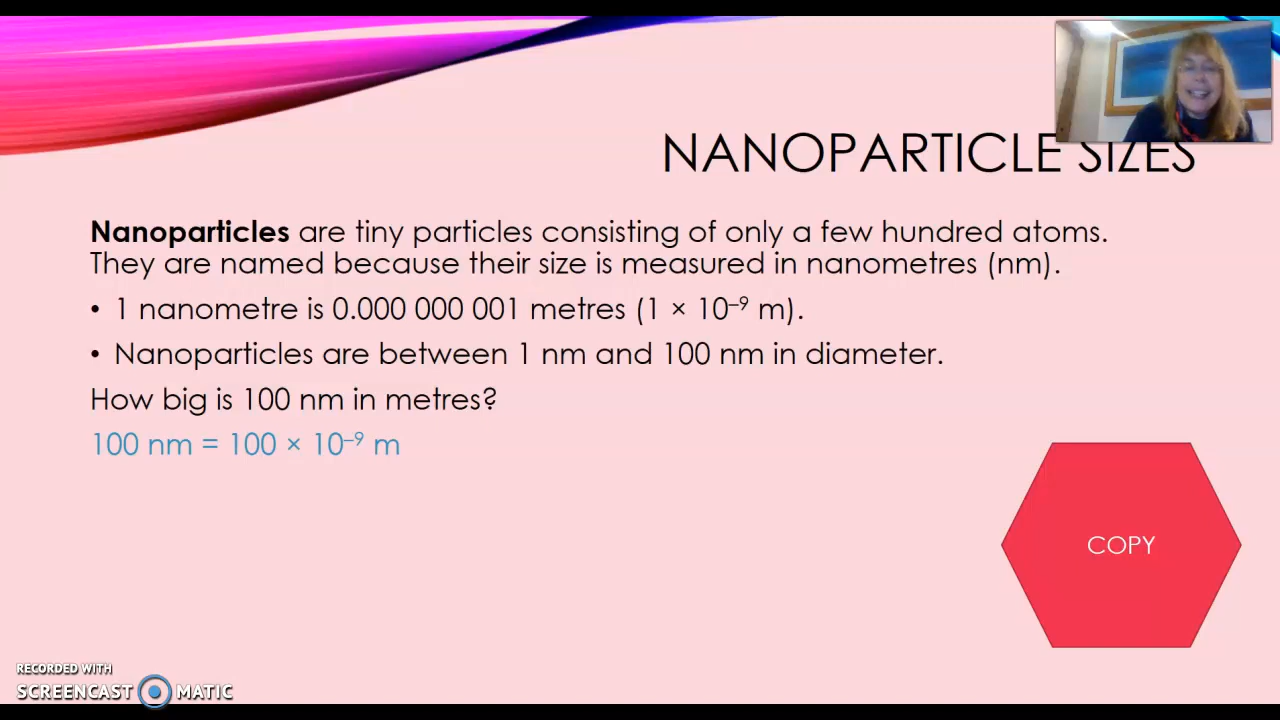 NANOPARTICLE SIZES
Nanoparticles are tiny particles consisting of only a few hundred atoms.
They are named because their size is measured in nanometres (nm).
• 1 nanometre is 0.000 000 001 metres (1 × 10⁻⁹ m).
• Nanoparticles are between 1 nm and 100 nm in diameter.
How big is 100 nm in metres?
100 nm = 100 × 10⁻⁹ m
COPY
RECORDED WITH
SCREENCAST MATIC